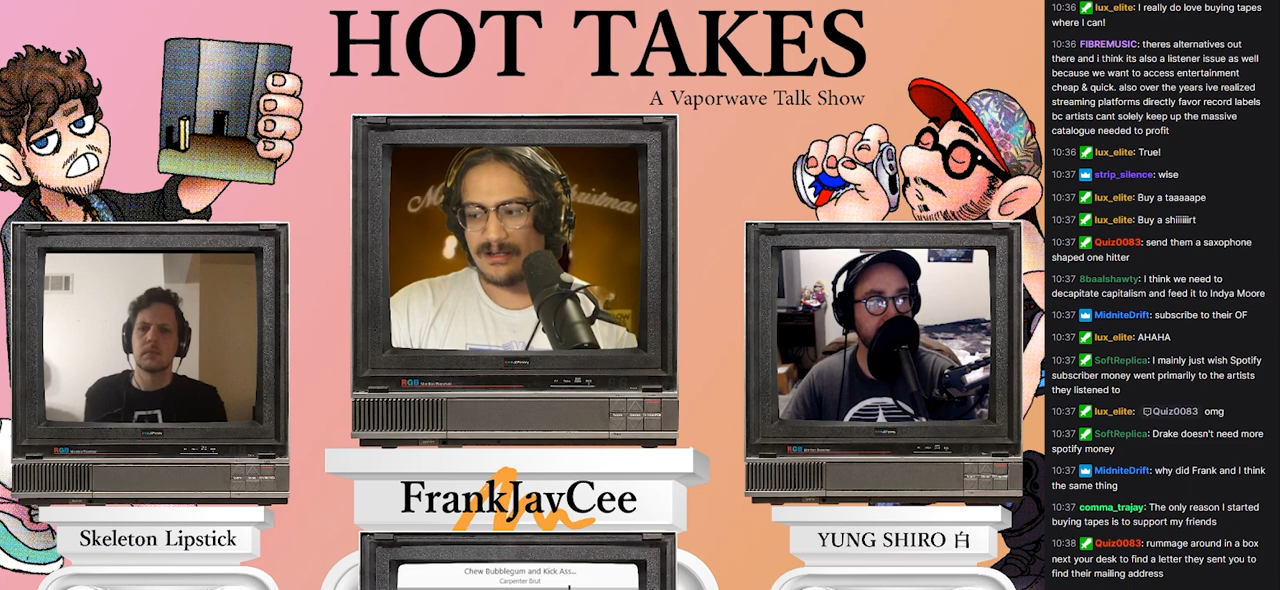 HOT TAKES
A Vaporwave Talk Show
RGB
RGB
RGB
Skeleton Lipstick
FrankJavCee
YUNG SHIRO 白
Chew Bubblegum and Kick Ass...
Carpenter Brut
10:36 lux_elite: I really do love buying tapes
where I can!
10:36 FIBREMUSIC: theres alternatives out
there and i think its also a listener issue as well
because we want to access entertainment
cheap & quick. also over the years ive realized
streaming platforms directly favor record labels
bc artists cant solely keep up the massive
catalogue needed to profit
10:36 lux_elite: True!
10:37 strip_silence: wise
10:37 lux_elite: Buy a taaaaape
10:37 lux_elite: Buy a shiiiiiirt
10:37 Quiz0083: send them a saxophone
shaped one hitter
10:37 8baalshawty: I think we need to
decapitate capitalism and feed it to Indya Moore
10:37 MidniteDrift: subscribe to their OF
10:37 lux_elite: AHAHA
10:37 SoftReplica: I mainly just wish Spotify
subscriber money went primarily to the artists
they listened to
10:37 lux_elite: Quiz0083 omg
10:37 SoftReplica: Drake doesn't need more
spotify money
10:37 MidniteDrift: why did Frank and I think
the same thing
10:37 comma_trajay: The only reason I started
buying tapes is to support my friends
10:38 Quiz0083: rummage around in a box
next your desk to find a letter they sent you to
find their mailing address